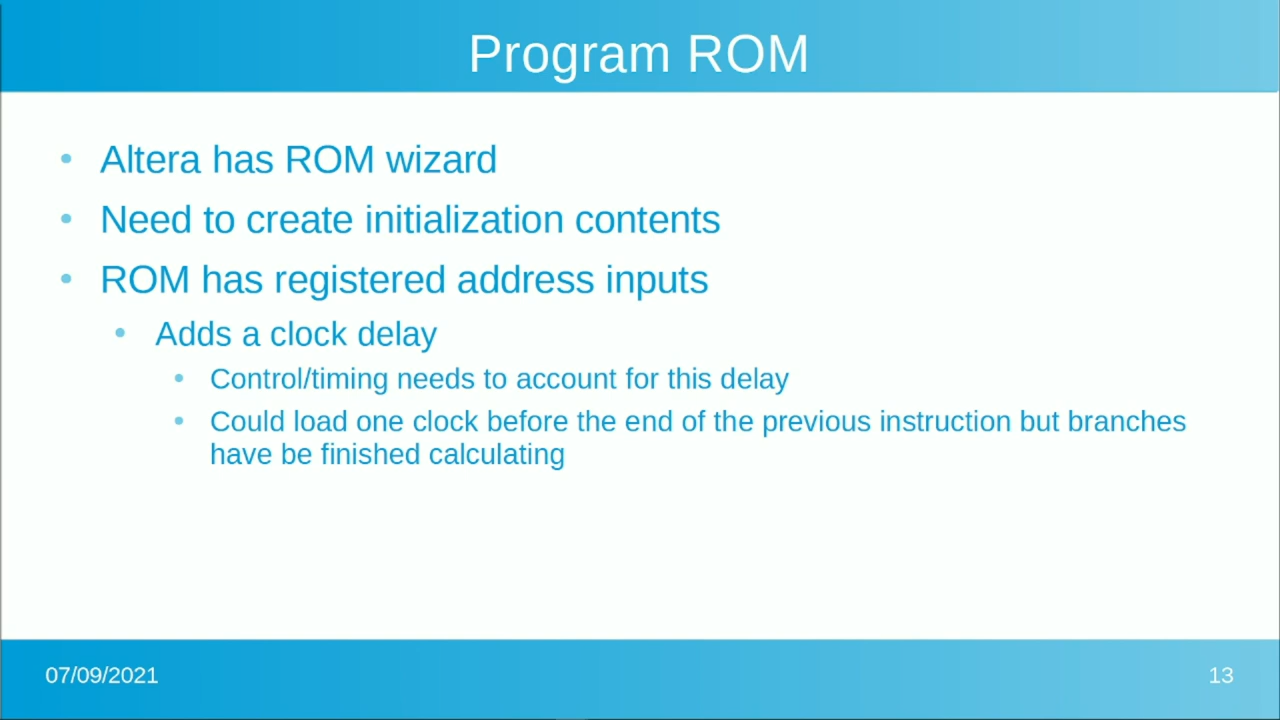 Program ROM
• Altera has ROM wizard
• Need to create initialization contents
• ROM has registered address inputs
• Adds a clock delay
• Control/timing needs to account for this delay
• Could load one clock before the end of the previous instruction but branches
have be finished calculating
07/09/2021
13